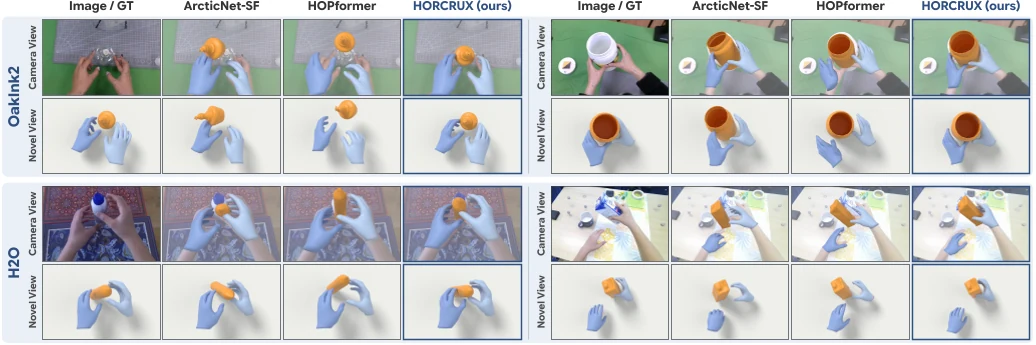 Image / GT ArcticNet-SF HOPformer HORCRUX (ours) Image / GT ArcticNet-SF HOPformer HORCRUX (ours)
Oakink2
Camera View
Camera View
Novel View
Novel View
H2O
Camera View
Camera View
Novel View
Novel View